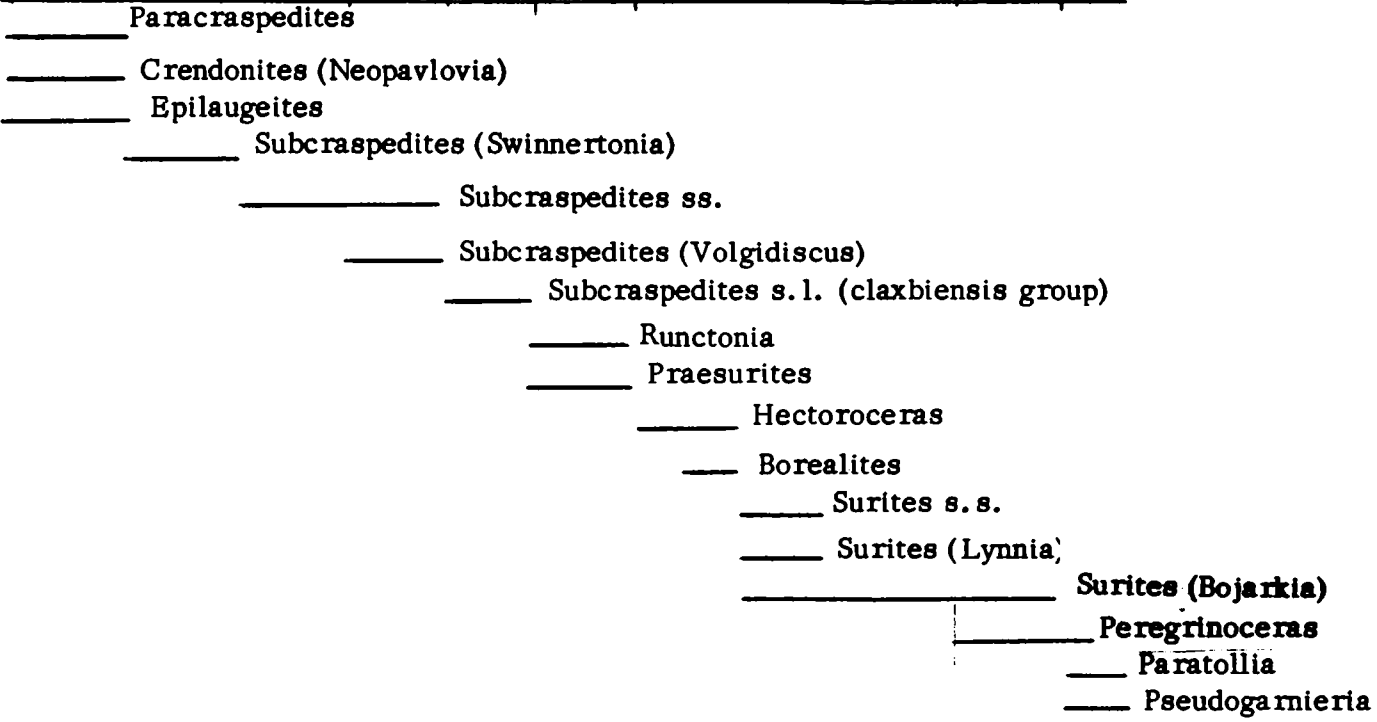 Paracraspedites
Crendonites (Neopavlovia)
Epilaugeites
Subcraspedites (Swinnertonia)
Subcraspedites ss.
Subcraspedites (Volgidiscus)
Subcraspedites s.l. (claxbiensis group)
Runctonia
Praesurites
Hectoroceras
Borealites
Surites s.s.
Surites (Lynnia)
Surites (Bojarkia)
Peregrinoceras
Paratollia
Pseudogarnieria